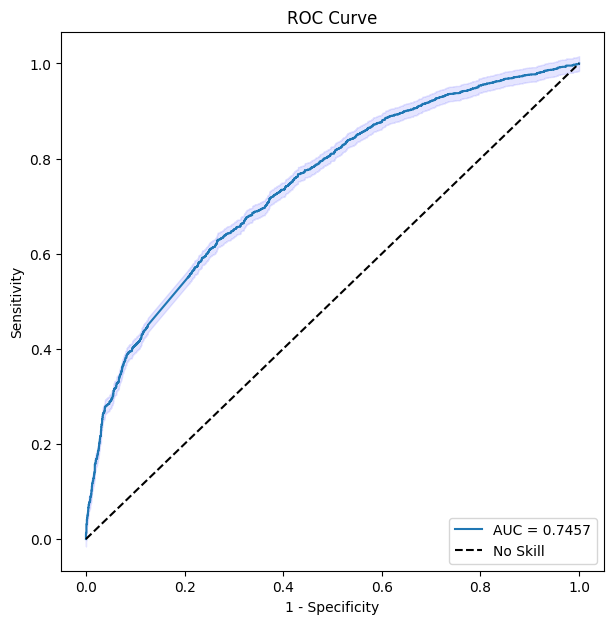 ROC Curve
1.0
0.8
0.6
0.4
0.2
0.0
Sensitivity
AUC = 0.7457
No Skill
0.0 0.2 0.4 0.6 0.8 1.0
1 - Specificity